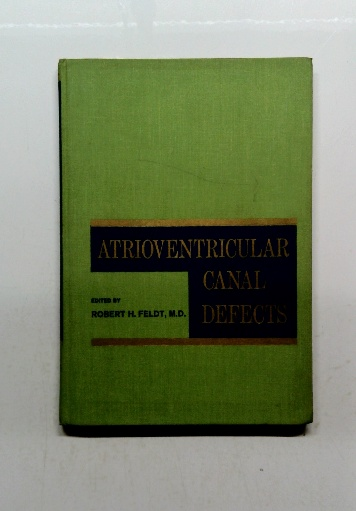 ATRIOVENTRICULAR
CANAL
DEFECTS
EDITED BY
ROBERT H. FELDT, M.D.